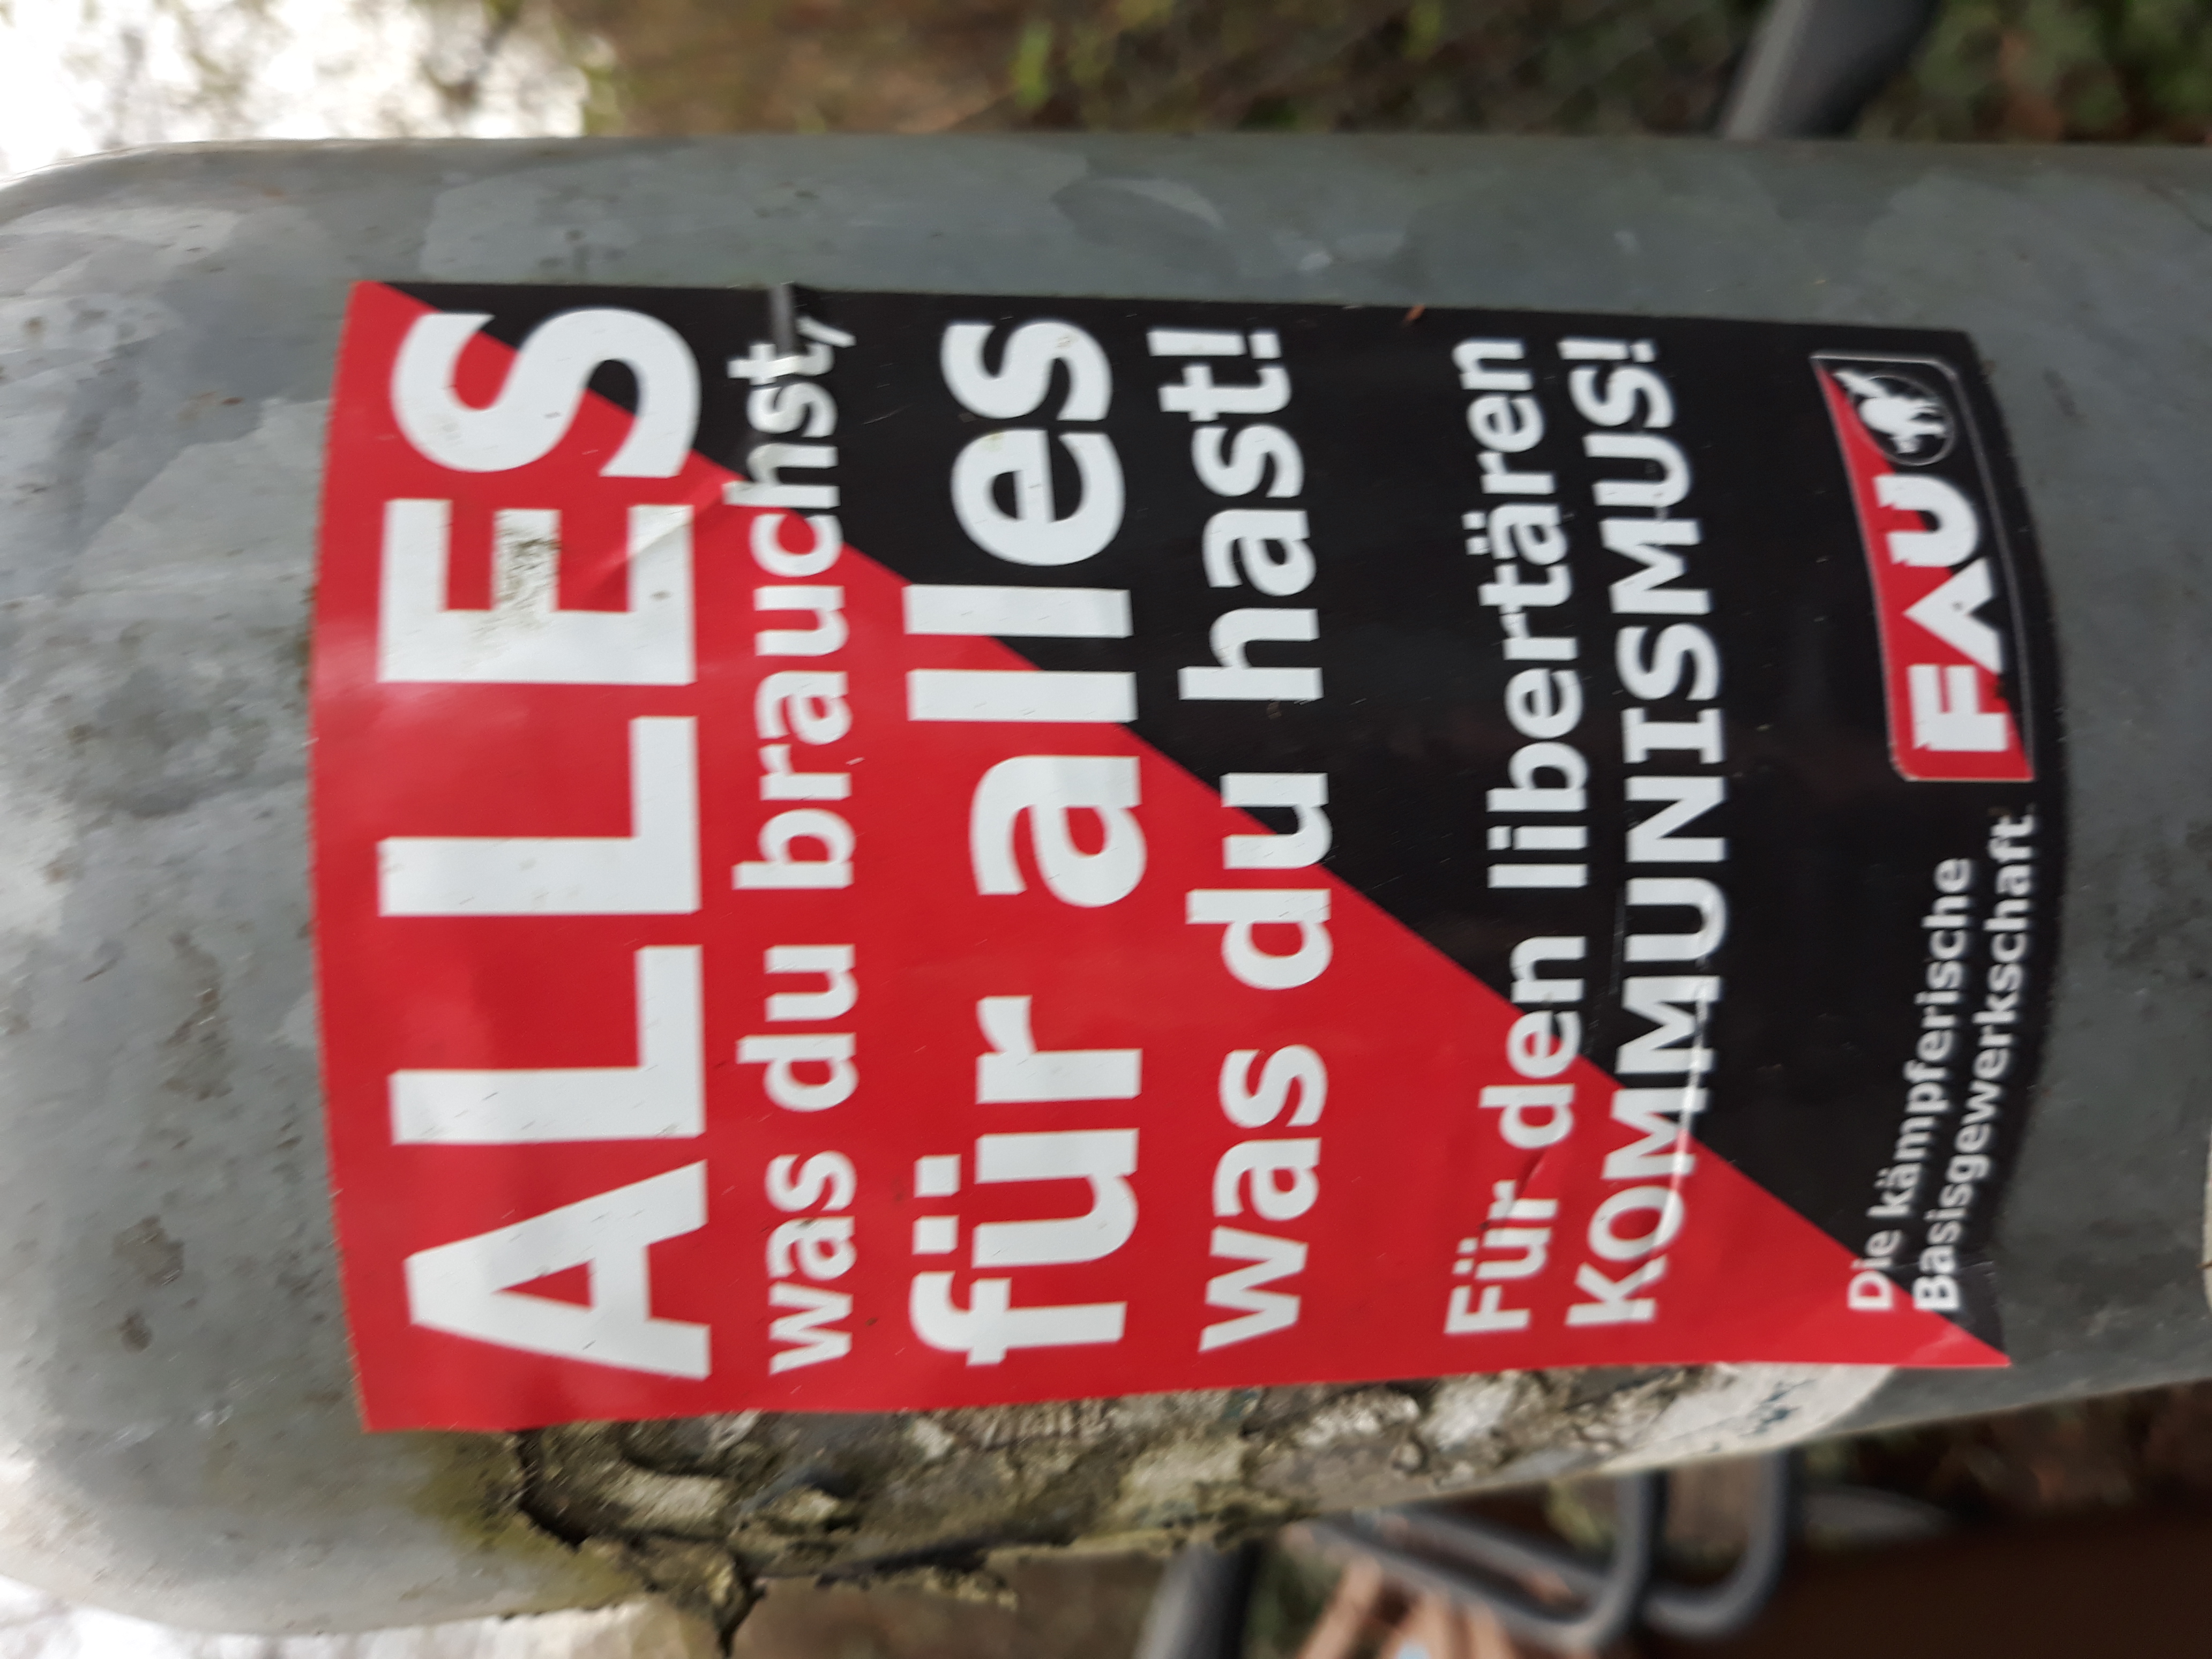 ALLES
was du brauchst,
für alles
was du hast!
Für den libertären
KOMMUNISMUS!
Die kämpferische
Basisgewerkschaft
FAU